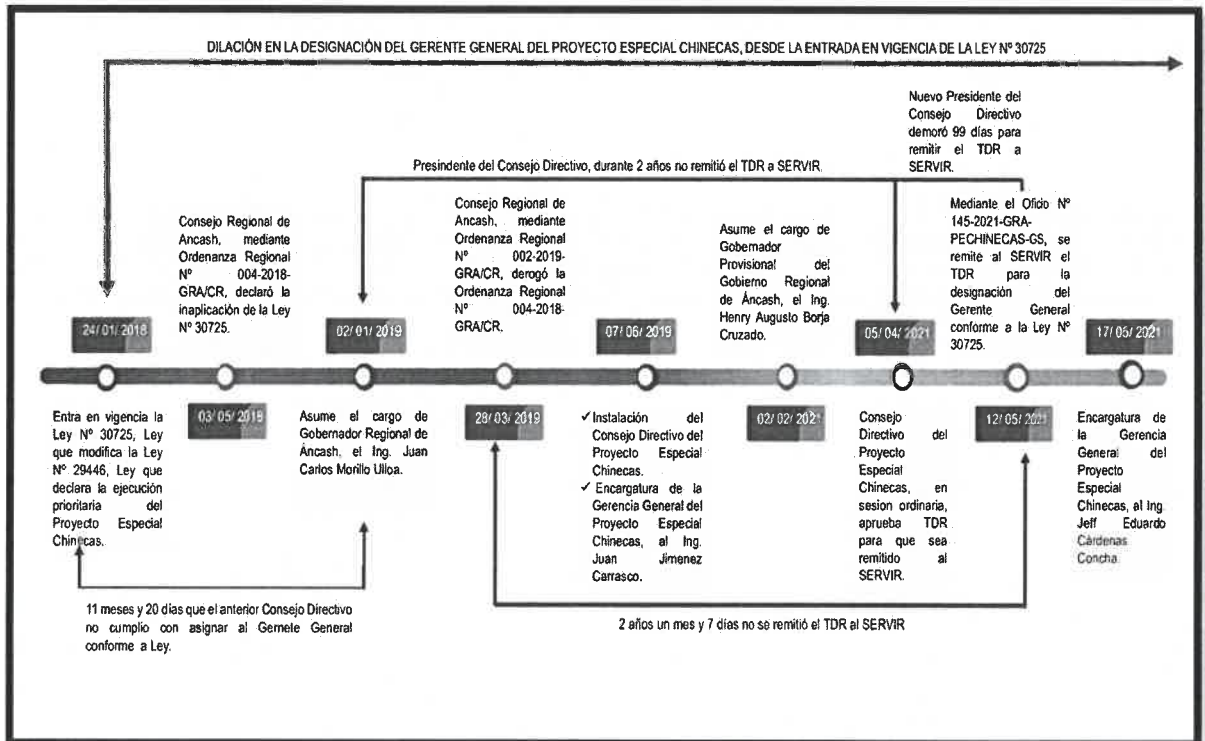 DILACIÓN EN LA DESIGNACIÓN DEL GERENTE GENERAL DEL PROYECTO ESPECIAL CHINECAS, DESDE LA ENTRADA EN VIGENCIA DE LA LEY Nº 30725
Nuevo Presidente del
Consejo Directivo
demoró 99 días para
remitir el TDR a
SERVIR.
Presindente del Consejo Directivo, durante 2 años no remitió el TDR a SERVIR.
Consejo Regional de
Ancash, mediante
Ordenanza Regional
Nº 004-2018-
GRA/CR, declaró la
inaplicación de la Ley
Nº 30725.
Consejo Regional de
Ancash, mediante
Ordenanza Regional
Nº 002-2019-
GRA/CR, derogó la
Ordenanza Regional
Nº 004-2018-
GRA/CR.
Asume el cargo de
Gobernador
Provisional del
Gobierno Regional
de Áncash, el Ing.
Henry Augusto Borja
Cruzado.
Mediante el Oficio Nº
145-2021-GRA-
PECHINECAS-GS, se
remite al SERVIR el
TDR para la
designación del
Gerente General
conforme a la Ley Nº
30725.
24/01/2018
02/01/2019
07/06/2019
05/04/2021
17/05/2021
03/05/2018
28/03/2019
02/02/2021
12/05/2021
Entra en vigencia la
Ley Nº 30725, Ley
que modifica la Ley
Nº 29446, Ley que
declara la ejecución
prioritaria del
Proyecto Especial
Chinecas.
Asume el cargo de
Gobernador Regional de
Áncash, el Ing. Juan
Carlos Morillo Ulloa.
✓ Instalación del
Consejo Directivo del
Proyecto Especial
Chinecas.
✓ Encargatura de la
Gerencia General del
Proyecto Especial
Chinecas, al Ing.
Juan Jimenez
Carrasco.
Consejo
Directivo del
Proyecto
Especial
Chinecas, en
sesion ordinaria,
aprueba TDR
para que sea
remitido al
SERVIR.
Encargatura de
la Gerencia
General del
Proyecto
Especial
Chinecas, al Ing.
Jeff Eduardo
Cárdenas
Concha.
11 meses y 20 días que el anterior Consejo Directivo
no cumplio con asignar al Gernete General
conforme a Ley.
2 años un mes y 7 días no se remitió el TDR al SERVIR